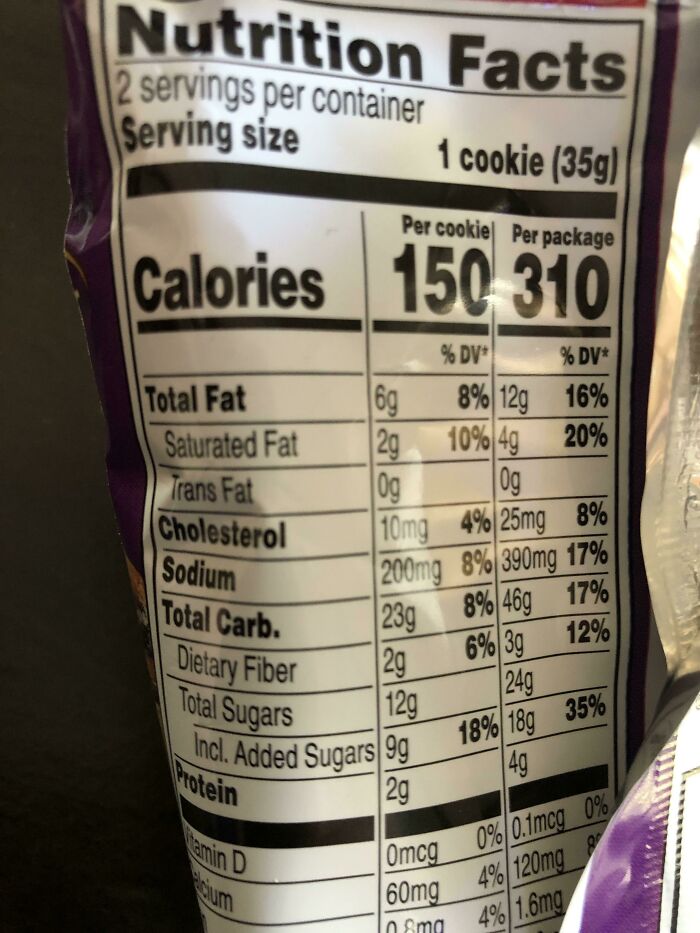 Nutrition Facts
2 servings per container
Serving size 1 cookie (35g)
Per cookie Per package
Calories 150 310
% DV* % DV*
Total Fat 6g 8% 12g 16%
Saturated Fat 2g 10% 4g 20%
Trans Fat 0g 0g
Cholesterol 10mg 4% 25mg 8%
Sodium 200mg 8% 390mg 17%
Total Carb. 23g 8% 46g 17%
Dietary Fiber 2g 6% 3g 12%
Total Sugars 12g 24g
Incl. Added Sugars 9g 18% 18g 35%
Protein 2g 4g
Vitamin D 0mcg 0% 0.1mcg 0%
alcium 60mg 4% 120mg 8
0.8mg 4% 1.6mg